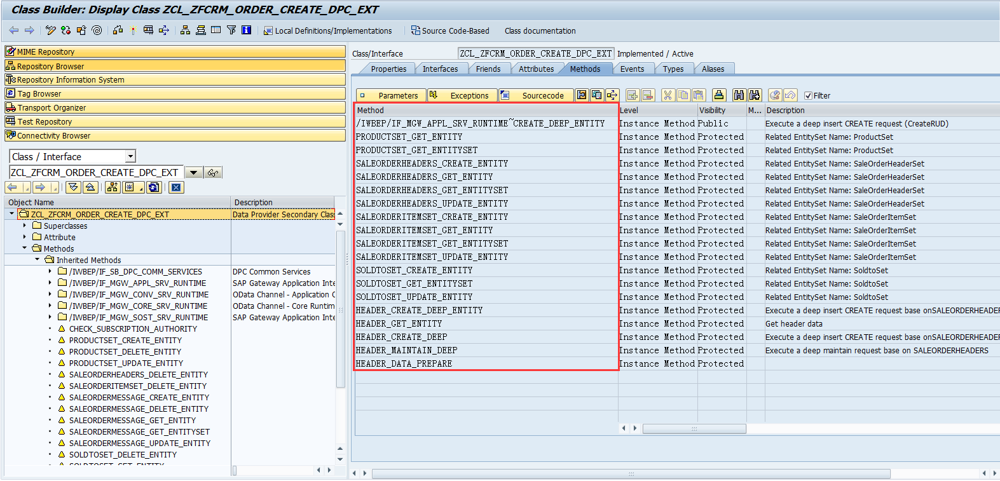 Class Builder: Display Class ZCL_ZFCRM_ORDER_CREATE_DPC_EXT
Local Definitions/Implementations Source Code-Based Class documentation
MIME Repository
Repository Browser
Repository Information System
Tag Browser
Transport Organizer
Test Repository
Connectivity Browser
Class / Interface
ZCL_ZFCRM_ORDER_CREATE_DPC_EXT
Object Name Description
ZCL_ZFCRM_ORDER_CREATE_DPC_EXT Data Provider Secondary Clas
Superclasses
Attribute
Methods
Inherited Methods
/IWBEP/IF_SB_DPC_COMM_SERVICES DPC Common Services
/IWBEP/IF_MGW_APPL_SRV_RUNTIME SAP Gateway Application Inte
/IWBEP/IF_MGW_CONV_SRV_RUNTIME OData Channel - Application C
/IWBEP/IF_MGW_CORE_SRV_RUNTIME OData Channel - Core Runtim
/IWBEP/IF_MGW_SOST_SRV_RUNTIME SAP Gateway Application Inte
CHECK_SUBSCRIPTION_AUTHORITY
PRODUCTSET_CREATE_ENTITY
PRODUCTSET_DELETE_ENTITY
PRODUCTSET_UPDATE_ENTITY
SALEORDERHEADERS_DELETE_ENTITY
SALEORDERITEMSET_DELETE_ENTITY
SALEORDERMESSAGE_CREATE_ENTITY
SALEORDERMESSAGE_DELETE_ENTITY
SALEORDERMESSAGE_GET_ENTITY
SALEORDERMESSAGE_GET_ENTITYSET
SALEORDERMESSAGE_UPDATE_ENTITY
SOLDTOSET_DELETE_ENTITY
SOLDTOSET_GET_ENTITY
Class/Interface ZCL_ZFCRM_ORDER_CREATE_DPC_EXT Implemented / Active
Properties Interfaces Friends Attributes Methods Events Types Aliases
Parameters Exceptions Sourcecode Filter
Method Level Visibility M... Description
/IWBEP/IF_MGW_APPL_SRV_RUNTIME~CREATE_DEEP_ENTITY Instance Method Public Execute a deep insert CREATE request (CreateRUD)
PRODUCTSET_GET_ENTITY Instance Method Protected Related EntitySet Name: ProductSet
PRODUCTSET_GET_ENTITYSET Instance Method Protected Related EntitySet Name: ProductSet
SALEORDERHEADERS_CREATE_ENTITY Instance Method Protected Related EntitySet Name: SaleOrderHeaderSet
SALEORDERHEADERS_GET_ENTITY Instance Method Protected Related EntitySet Name: SaleOrderHeaderSet
SALEORDERHEADERS_GET_ENTITYSET Instance Method Protected Related EntitySet Name: SaleOrderHeaderSet
SALEORDERHEADERS_UPDATE_ENTITY Instance Method Protected Related EntitySet Name: SaleOrderHeaderSet
SALEORDERITEMSET_CREATE_ENTITY Instance Method Protected Related EntitySet Name: SaleOrderItemSet
SALEORDERITEMSET_GET_ENTITY Instance Method Protected Related EntitySet Name: SaleOrderItemSet
SALEORDERITEMSET_GET_ENTITYSET Instance Method Protected Related EntitySet Name: SaleOrderItemSet
SALEORDERITEMSET_UPDATE_ENTITY Instance Method Protected Related EntitySet Name: SaleOrderItemSet
SOLDTOSET_CREATE_ENTITY Instance Method Protected Related EntitySet Name: SoldtoSet
SOLDTOSET_GET_ENTITYSET Instance Method Protected Related EntitySet Name: SoldtoSet
SOLDTOSET_UPDATE_ENTITY Instance Method Protected Related EntitySet Name: SoldtoSet
HEADER_CREATE_DEEP_ENTITY Instance Method Protected Execute a deep insert CREATE request base onSALEORDERHEADER
HEADER_GET_ENTITY Instance Method Protected Get header data
HEADER_CREATE_DEEP Instance Method Protected Execute a deep insert CREATE request base onSALEORDERHEADER
HEADER_MAINTAIN_DEEP Instance Method Protected Execute a deep maintain request base on SALEORDERHEADERS
HEADER_DATA_PREPARE Instance Method Protected